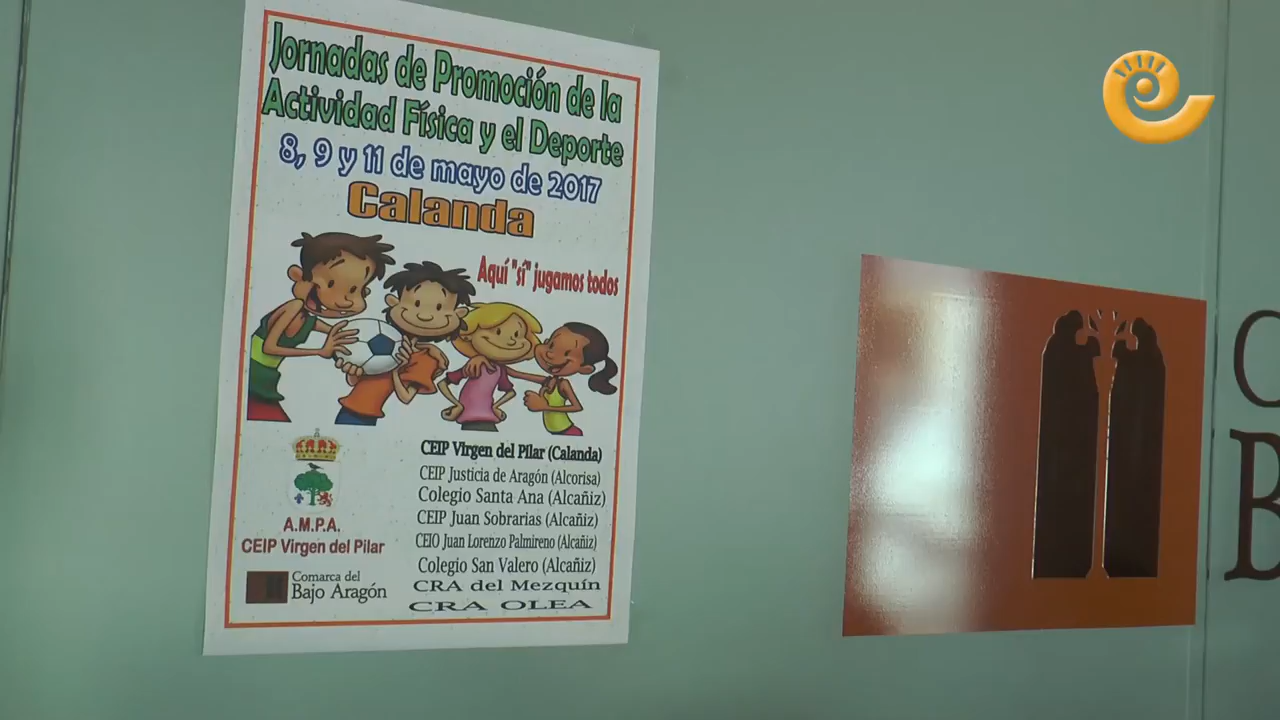 Jornadas de Promoción de la
Actividad Física y el Deporte
8, 9 y 11 de mayo de 2017
Calanda
Aquí "sí" jugamos todos
CEIP Virgen del Pilar (Calanda)
CEIP Justicia de Aragón (Alcorisa)
Colegio Santa Ana (Alcañiz)
CEIP Juan Sobrarias (Alcañiz)
CEIO Juan Lorenzo Palmireno (Alcañiz)
Colegio San Valero (Alcañiz)
CRA del Mezquín
CRA OLEA
A.M.P.A.
CEIP Virgen del Pilar
Comarca del
Bajo Aragón
C
B